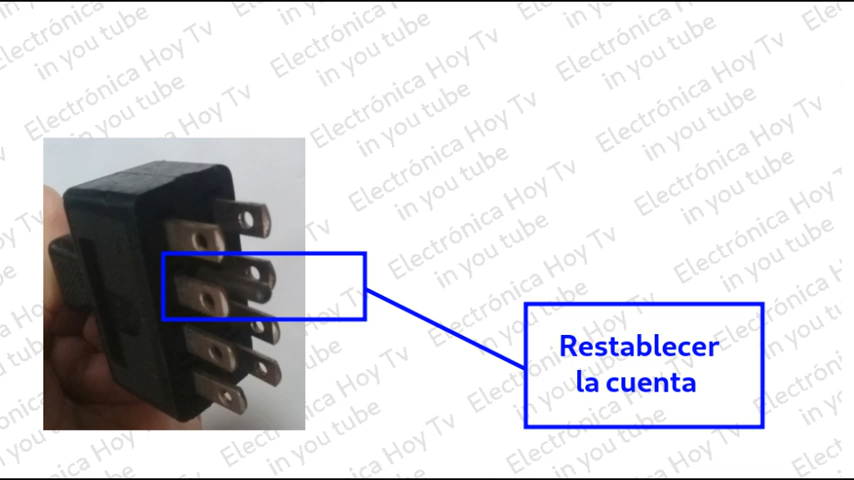 Electrónica Hoy Tv
in you tube
Restablecer
la cuenta